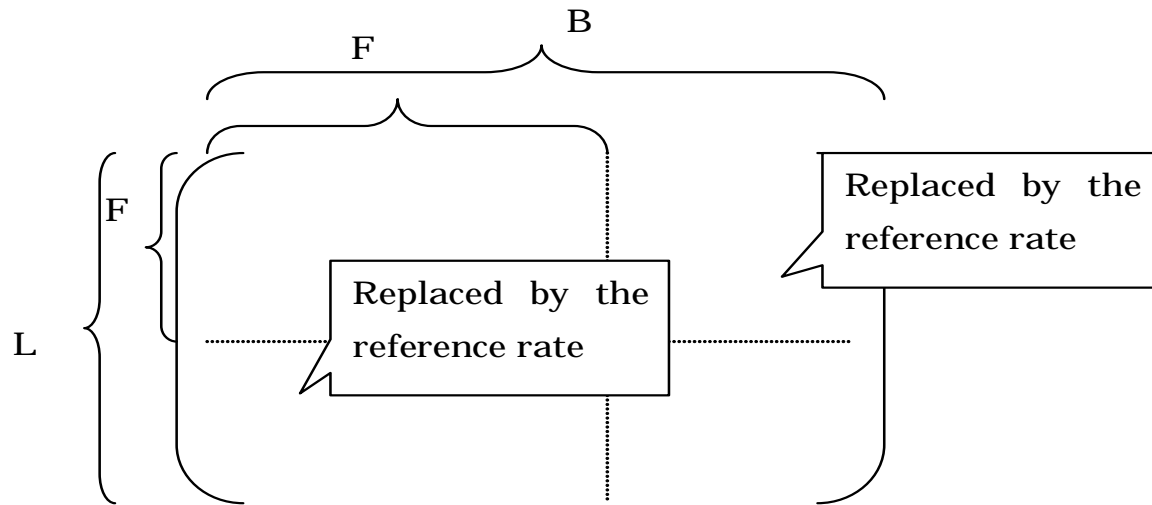 B
F
F
L
Replaced by the
reference rate
Replaced by the
reference rate